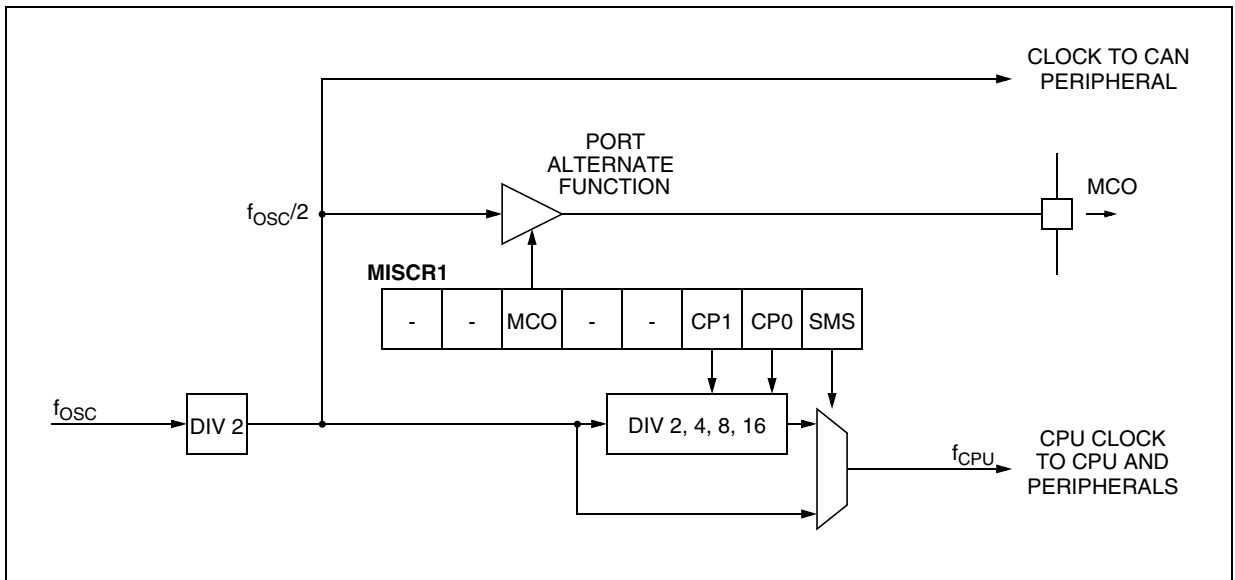 CLOCK TO CAN
PERIPHERAL
PORT
ALTERNATE
FUNCTION
MCO
fOSC/2
MISCR1
- - MCO - - CP1 CP0 SMS
fOSC
DIV 2
DIV 2, 4, 8, 16
fCPU
CPU CLOCK
TO CPU AND
PERIPHERALS